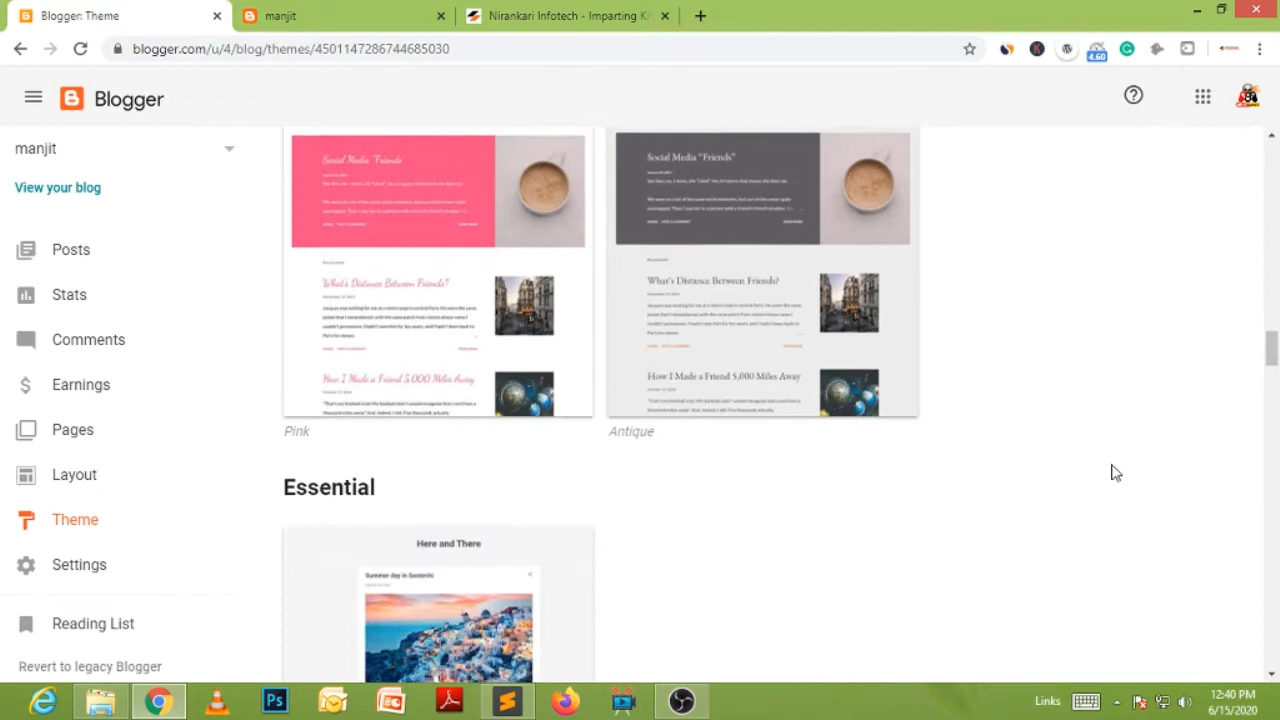 Blogger: Theme
manjit
Nirankari Infotech - Imparting Kn
blogger.com/u/4/blog/themes/4501147286744685030
4.60
Blogger
manjit
View your blog
Posts
Stats
Comments
Earnings
Pages
Layout
Theme
Settings
Reading List
Revert to legacy Blogger
Social Media "Friends"
What's Distance Between Friends?
How I Made a Friend 5,000 Miles Away
Pink
Social Media "Friends"
What's Distance Between Friends?
How I Made a Friend 5,000 Miles Away
Antique
Essential
Here and There
Summer day in Santorini
Ps
Links
12:40 PM
6/15/2020